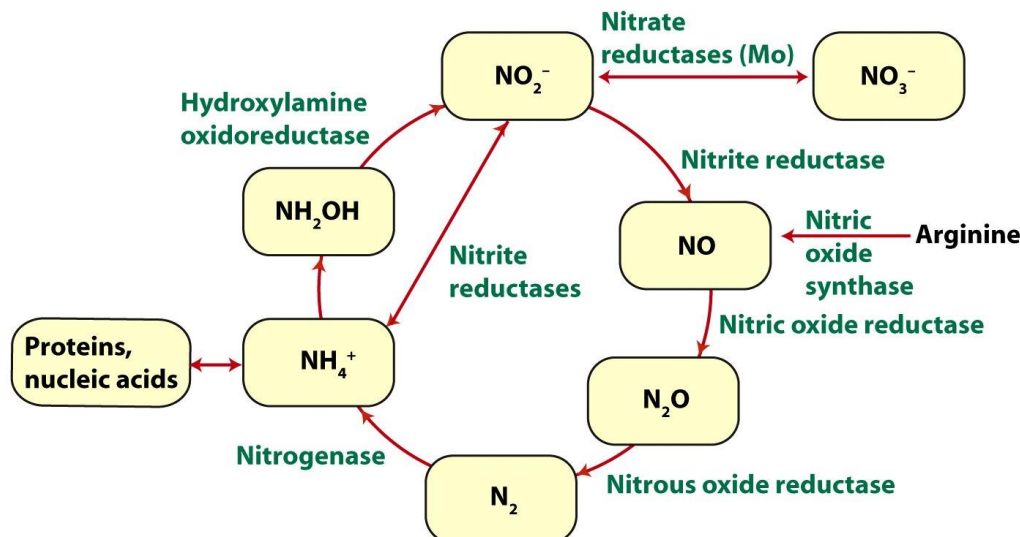 Nitrate
reductases (Mo)
NO₂⁻
NO₃⁻
Hydroxylamine
oxidoreductase
Nitrite reductase
NH₂OH
NO
Nitric
oxide
synthase
Arginine
Nitrite
reductases
Nitric oxide reductase
Proteins,
nucleic acids
NH₄⁺
N₂O
Nitrogenase
N₂
Nitrous oxide reductase